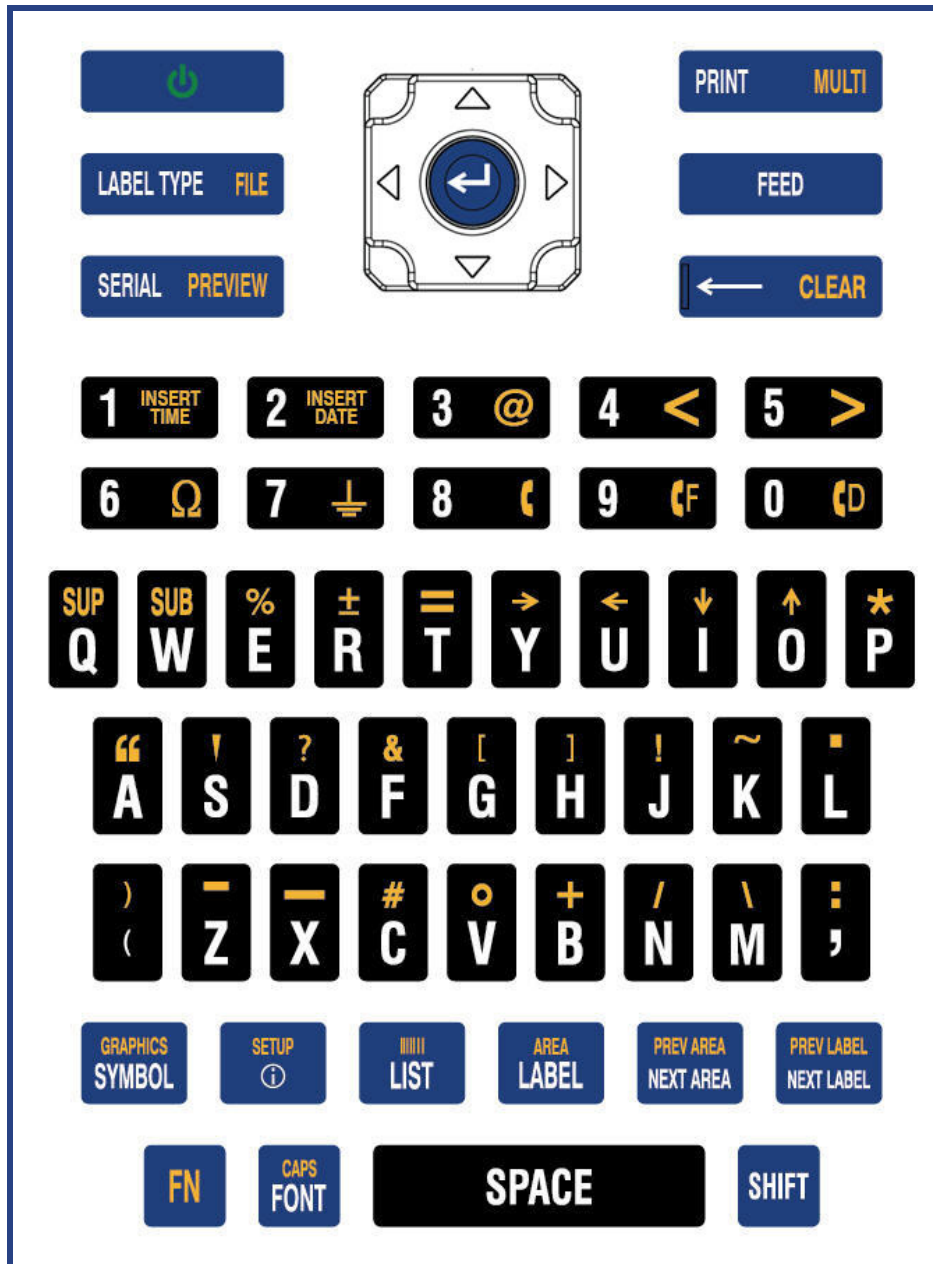 PRINT MULTI
LABEL TYPE FILE
FEED
SERIAL PREVIEW
← CLEAR
1 INSERT TIME 2 INSERT DATE 3 @ 4 < 5 >
6 Ω 7 ⏚ 8 9 F 0 D
SUP SUB % ± = → ← ↓ ↑ *
Q W E R T Y U I O P
“ ' ? & [ ] ! ~ .
A S D F G H J K L
) - — # ° + / \ :
( Z X C V B N M ,
GRAPHICS SETUP AREA PREV AREA PREV LABEL
SYMBOL ⓘ LIST LABEL NEXT AREA NEXT LABEL
CAPS
FN FONT SPACE SHIFT